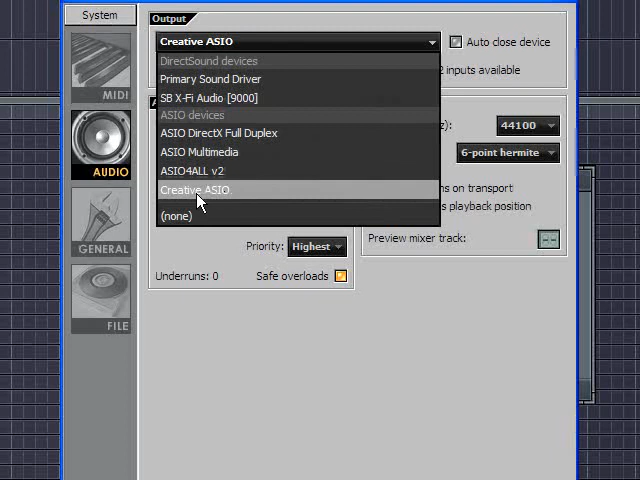 System
Output
Creative ASIO
Auto close device
DirectSound devices
Primary Sound Driver
2 inputs available
SB X-Fi Audio [9000]
ASIO devices
ASIO DirectX Full Duplex
44100
ASIO Multimedia
6-point hermite
ASIO4ALL v2
Creative ASIO.
ns on transport
s playback position
(none)
Preview mixer track:
--
Priority: Highest
Underruns: 0
Safe overloads
MIDI
AUDIO
GENERAL
FILE